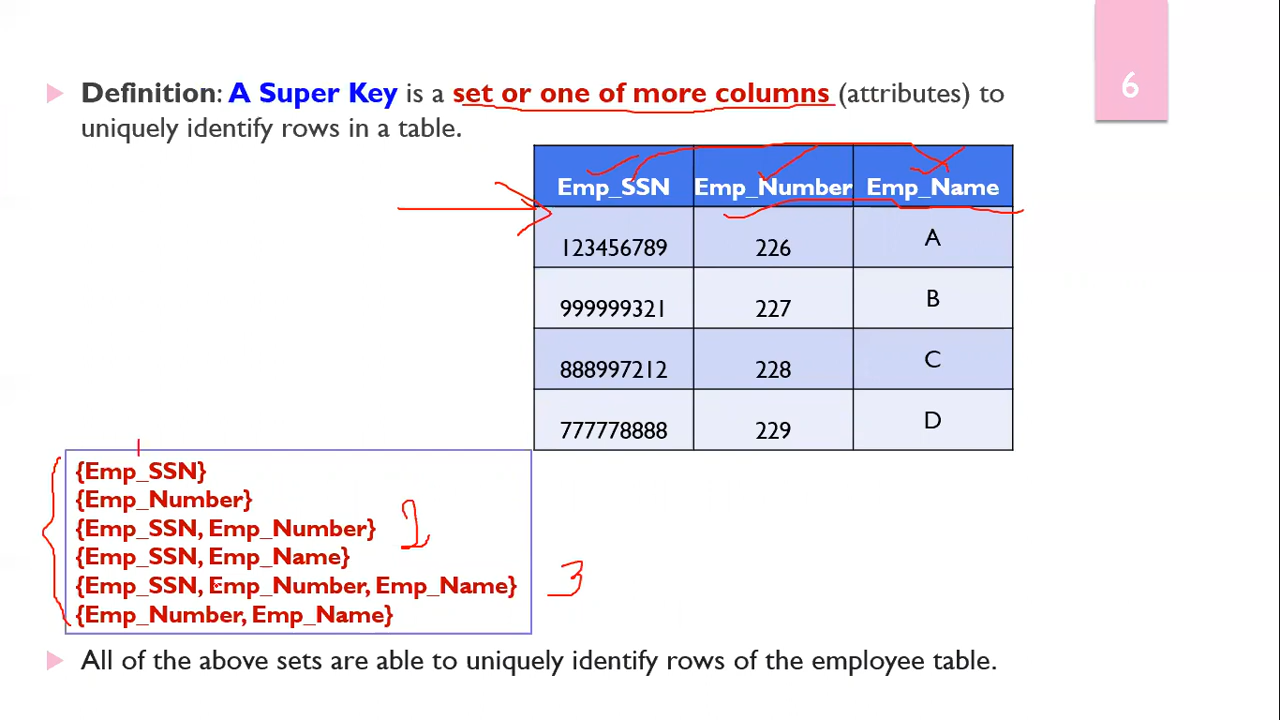 6
Definition: A Super Key is a set or one of more columns (attributes) to
uniquely identify rows in a table.
Emp_SSN Emp_Number Emp_Name
123456789 226 A
999999321 227 B
888997212 228 C
777778888 229 D
{Emp_SSN}
{Emp_Number}
{Emp_SSN, Emp_Number}
{Emp_SSN, Emp_Name}
{Emp_SSN, Emp_Number, Emp_Name}
{Emp_Number, Emp_Name}
3
All of the above sets are able to uniquely identify rows of the employee table.